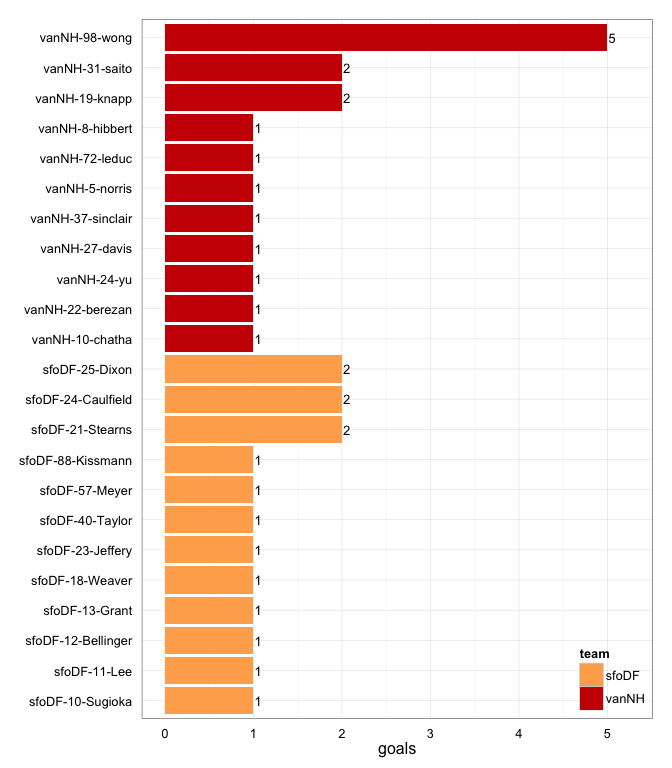 vanNH-98-wong 5
vanNH-31-saito 2
vanNH-19-knapp 2
vanNH-8-hibbert 1
vanNH-72-leduc 1
vanNH-5-norris 1
vanNH-37-sinclair 1
vanNH-27-davis 1
vanNH-24-yu 1
vanNH-22-berezan 1
vanNH-10-chatha 1
sfoDF-25-Dixon 2
sfoDF-24-Caulfield 2
sfoDF-21-Stearns 2
sfoDF-88-Kissmann 1
sfoDF-57-Meyer 1
sfoDF-40-Taylor 1
sfoDF-23-Jeffery 1
sfoDF-18-Weaver 1
sfoDF-13-Grant 1
sfoDF-12-Bellinger 1
sfoDF-11-Lee 1
sfoDF-10-Sugioka 1
team
sfoDF
vanNH
0 1 2 3 4 5
goals